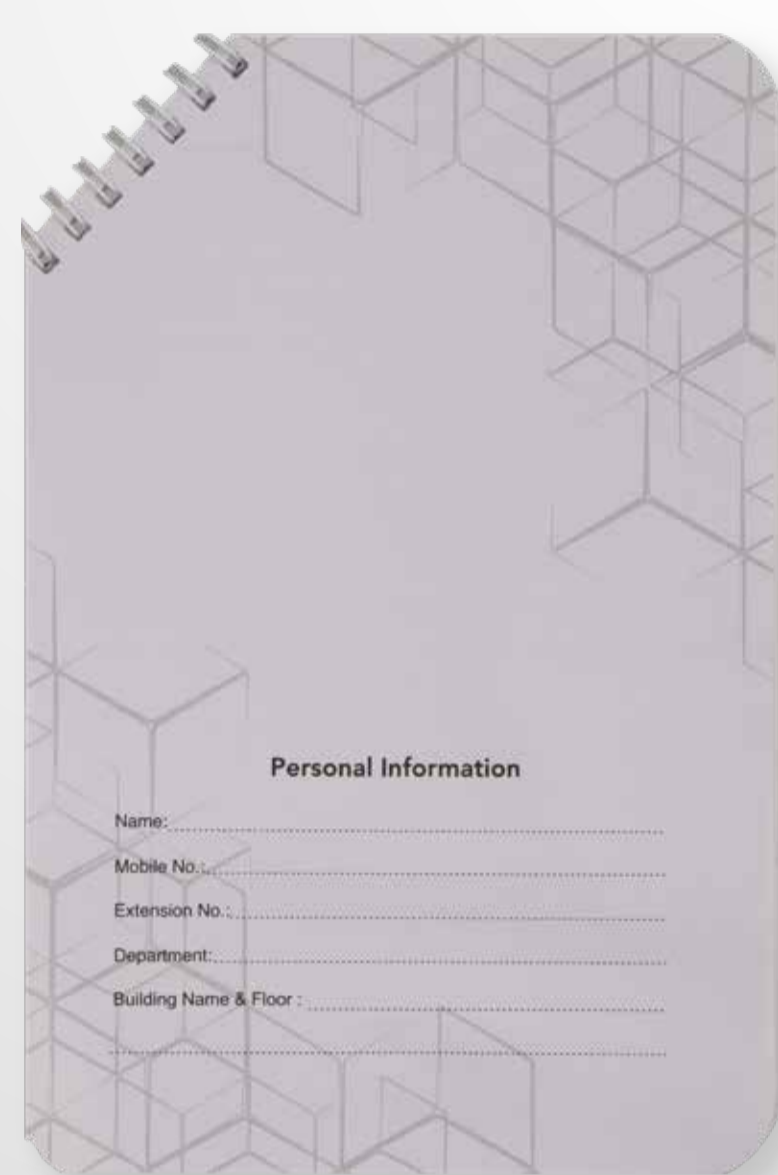 Personal Information
Name:
Mobile No.:
Extension No.:
Department:
Building Name & Floor :